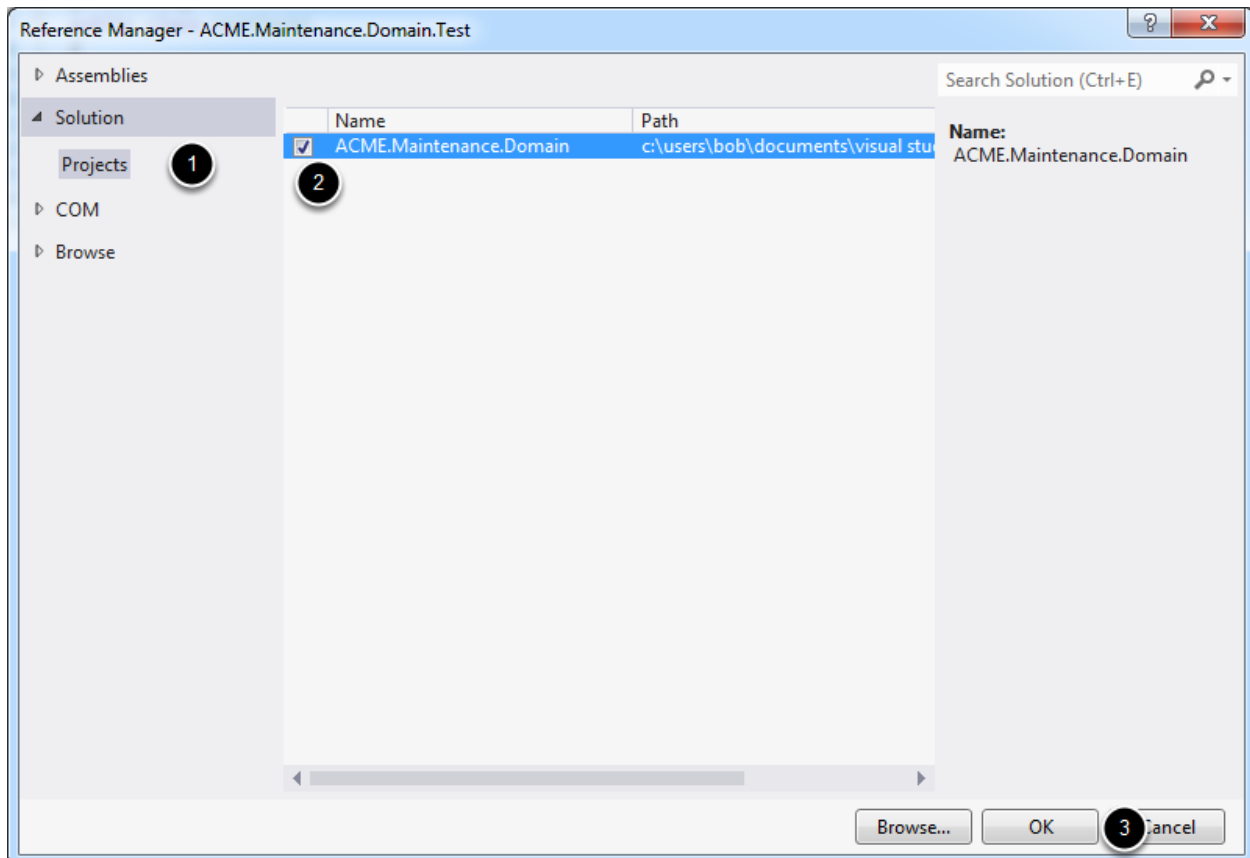 Reference Manager - ACME.Maintenance.Domain.Test
Assemblies
Search Solution (Ctrl+E)
Solution
Projects
1
COM
Browse
Name Path
ACME.Maintenance.Domain c:\users\bob\documents\visual stu
2
Name:
ACME.Maintenance.Domain
Browse... OK 3 Cancel